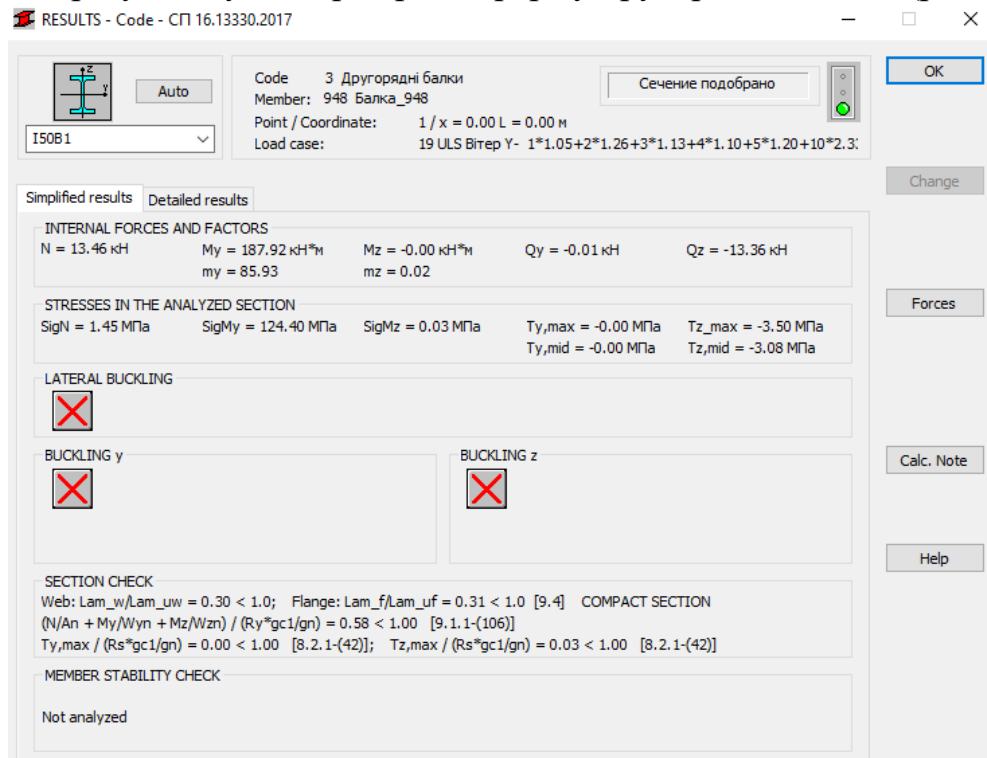 RESULTS - Code - СП 16.13330.2017
Auto
I50B1
Code 3 Другорядні балки
Member: 948 Балка_948
Point / Coordinate: 1 / x = 0.00 L = 0.00 м
Load case: 19 ULS Вітер Y- 1*1.05+2*1.26+3*1.13+4*1.10+5*1.20+10*2.3
Сечение подобрано
OK
Change
Forces
Calc. Note
Help
Simplified results Detailed results
INTERNAL FORCES AND FACTORS
N = 13.46 кН My = 187.92 кН*м Mz = -0.00 кН*м Qy = -0.01 кН Qz = -13.36 кН
my = 85.93 mz = 0.02
STRESSES IN THE ANALYZED SECTION
SigN = 1.45 МПа SigMy = 124.40 МПа SigMz = 0.03 МПа Ty,max = -0.00 МПа Tz_max = -3.50 МПа
Ty,mid = -0.00 МПа Tz,mid = -3.08 МПа
LATERAL BUCKLING
BUCKLING y BUCKLING z
SECTION CHECK
Web: Lam_w/Lam_uw = 0.30 < 1.0; Flange: Lam_f/Lam_uf = 0.31 < 1.0 [9.4] COMPACT SECTION
(N/An + My/Wyn + Mz/Wzn) / (Ry*gc1/gn) = 0.58 < 1.00 [9.1.1-(106)]
Ty,max / (Rs*gc1/gn) = 0.00 < 1.00 [8.2.1-(42)]; Tz,max / (Rs*gc1/gn) = 0.03 < 1.00 [8.2.1-(42)]
MEMBER STABILITY CHECK
Not analyzed